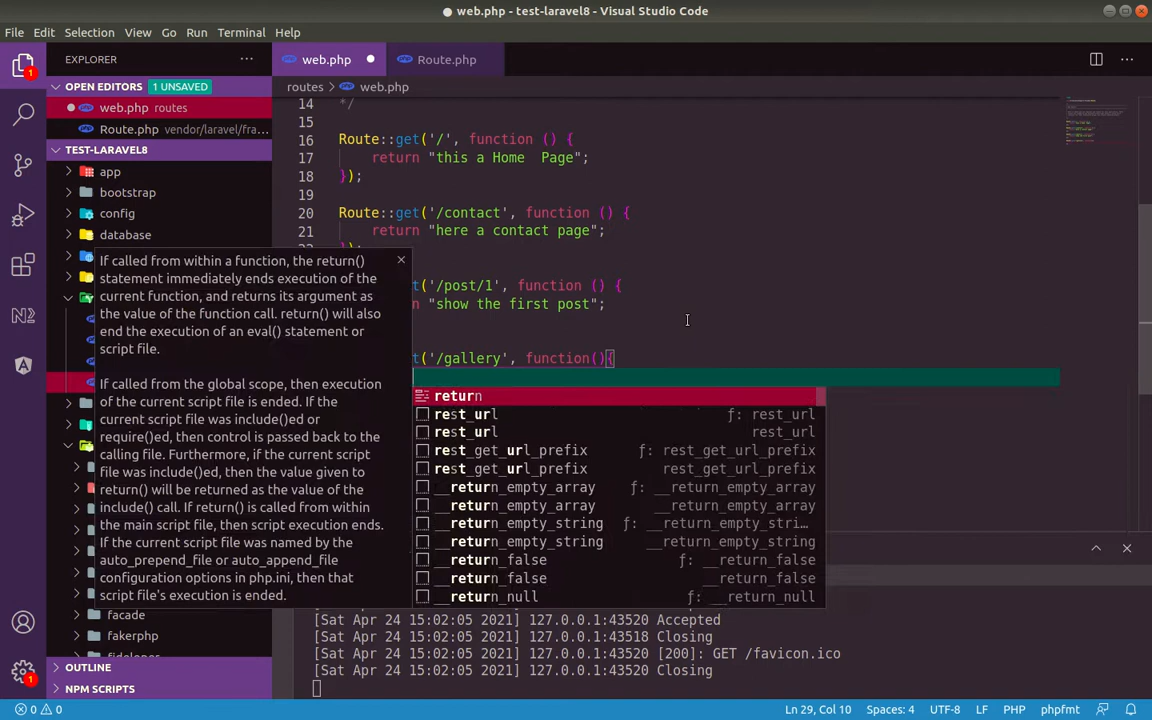 web.php - test-laravel8 - Visual Studio Code
File Edit Selection View Go Run Terminal Help
EXPLORER
web.php
Route.php
OPEN EDITORS 1 UNSAVED
routes > web.php
web.php routes
Route.php vendor/laravel/fra...
TEST-LARAVEL8
app
bootstrap
config
database
14 */
15
16 Route::get('/', function () {
17 return "this a Home  Page";
18 });
19
20 Route::get('/contact', function () {
21 return "here a contact page";
t('/post/1', function () {
n "show the first post";
t('/gallery', function(){
If called from within a function, the return()
statement immediately ends execution of the
current function, and returns its argument as
the value of the function call. return() will also
end the execution of an eval() statement or
script file.
If called from the global scope, then execution
of the current script file is ended. If the
current script file was include()ed or
require()ed, then control is passed back to the
calling file. Furthermore, if the current script
file was include()ed, then the value given to
return() will be returned as the value of the
include() call. If return() is called from within
the main script file, then script execution ends.
If the current script file was named by the
auto_prepend_file or auto_append_file
configuration options in php.ini, then that
script file's execution is ended.
return
rest_url ƒ: rest_url
rest_url rest_url
rest_get_url_prefix ƒ: rest_get_url_prefix
rest_get_url_prefix rest_get_url_prefix
__return_empty_array ƒ: __return_empty_array
__return_empty_array __return_empty_array
__return_empty_string ƒ: __return_empty_stri...
__return_empty_string __return_empty_string
__return_false ƒ: __return_false
__return_false __return_false
__return_null ƒ: __return_null
facade
fakerphp
OUTLINE
NPM SCRIPTS
[Sat Apr 24 15:02:05 2021] 127.0.0.1:43520 Accepted
[Sat Apr 24 15:02:05 2021] 127.0.0.1:43518 Closing
[Sat Apr 24 15:02:05 2021] 127.0.0.1:43520 [200]: GET /favicon.ico
[Sat Apr 24 15:02:05 2021] 127.0.0.1:43520 Closing
0 0 Ln 29, Col 10 Spaces: 4 UTF-8 LF PHP phpfmt